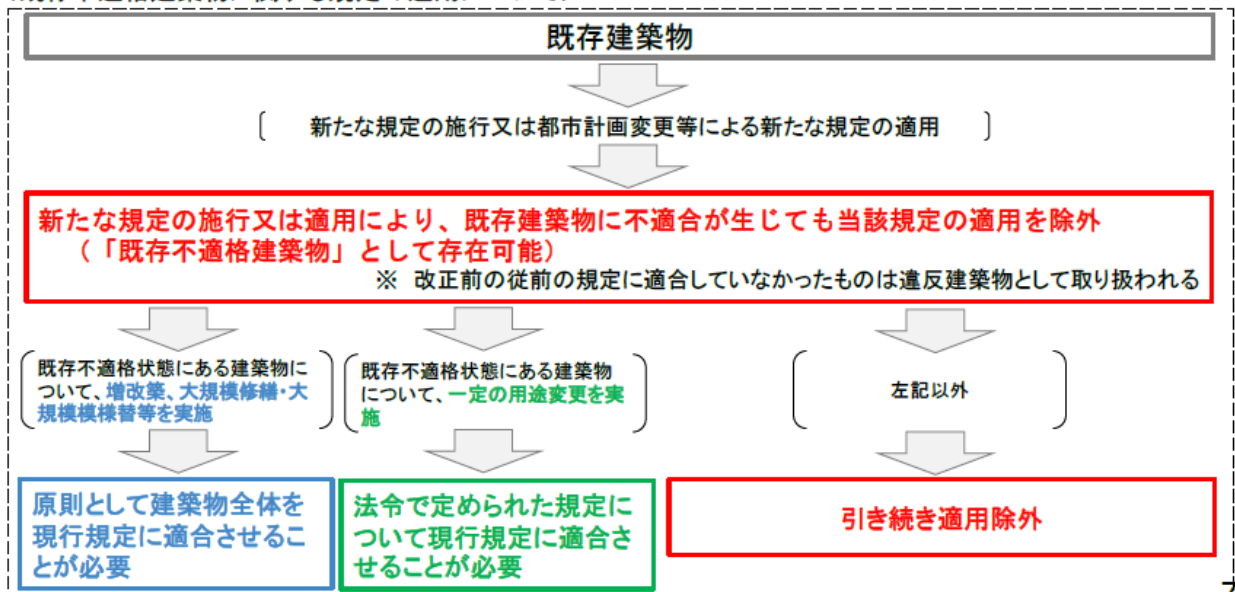 既存建築物
新たな規定の施行又は都市計画変更等による新たな規定の適用
新たな規定の施行又は適用により、既存建築物に不適合が生じても当該規定の適用を除外
(「既存不適格建築物」として存在可能)
※ 改正前の従前の規定に適合していなかったものは違反建築物として取り扱われる
既存不適格状態にある建築物に
ついて、増改築、大規模修繕・大
規模模様替等を実施
既存不適格状態にある建築物
について、一定の用途変更を実
施
左記以外
原則として建築物全体を
現行規定に適合させるこ
とが必要
法令で定められた規定に
ついて現行規定に適合さ
せることが必要
引き続き適用除外